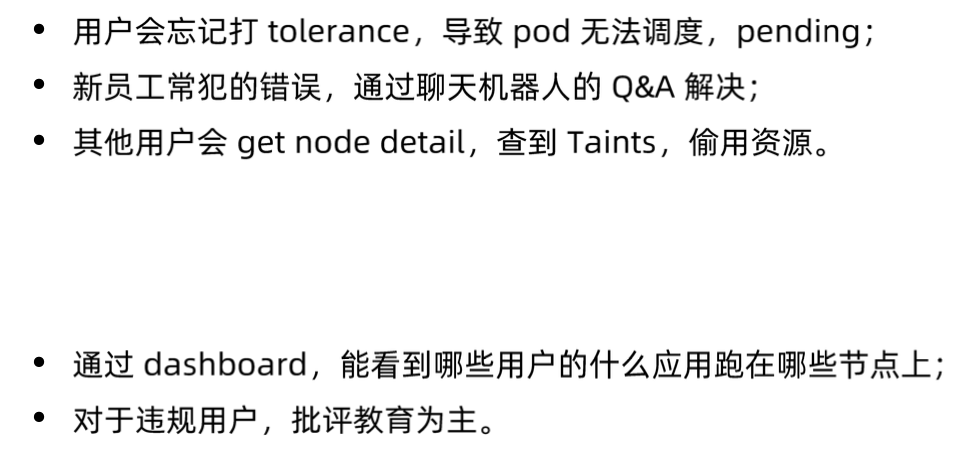 • 用户会忘记打 tolerance，导致 pod 无法调度，pending；
• 新员工常犯的错误，通过聊天机器人的 Q&A 解决；
• 其他用户会 get node detail，查到 Taints，偷用资源。
• 通过 dashboard，能看到哪些用户的什么应用跑在哪些节点上；
• 对于违规用户，批评教育为主。